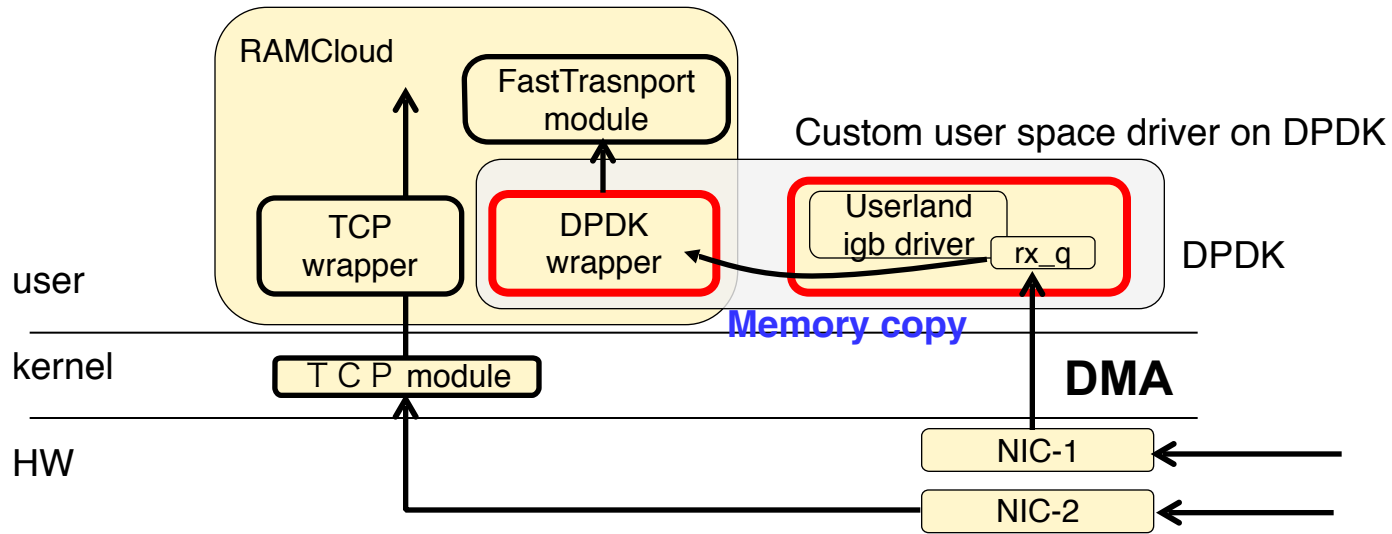 RAMCloud
FastTrasnport
module
Custom user space driver on DPDK
TCP
wrapper
DPDK
wrapper
Userland
igb driver
rx_q
DPDK
user
Memory copy
kernel
ＴＣＰ module
DMA
HW
NIC-1
NIC-2